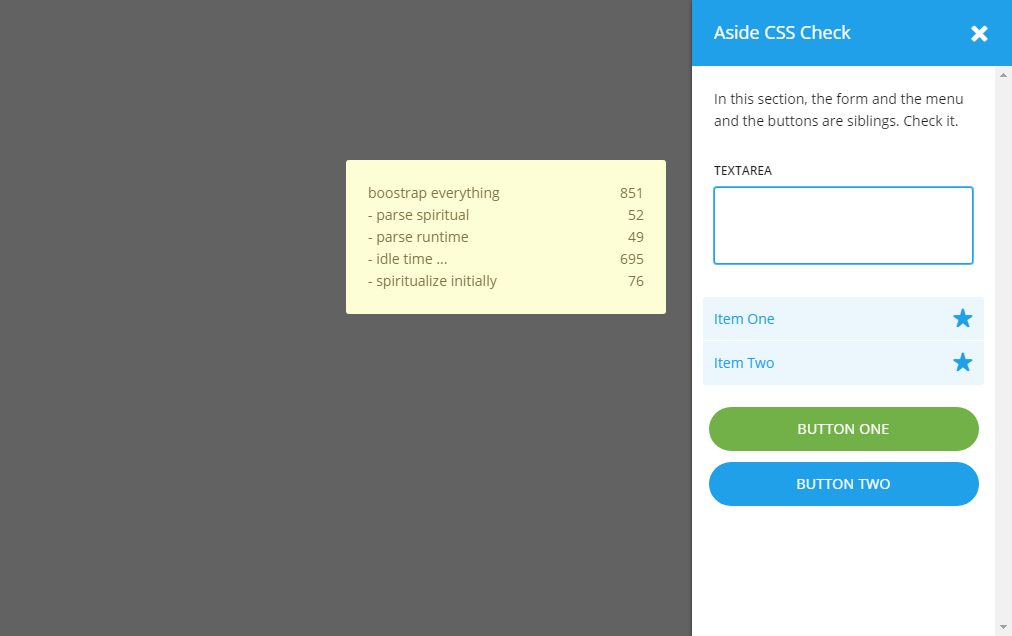 Aside CSS Check
In this section, the form and the menu
and the buttons are siblings. Check it.
TEXTAREA
boostrap everything 851
- parse spiritual 52
- parse runtime 49
- idle time ... 695
- spiritualize initially 76
Item One
Item Two
BUTTON ONE
BUTTON TWO